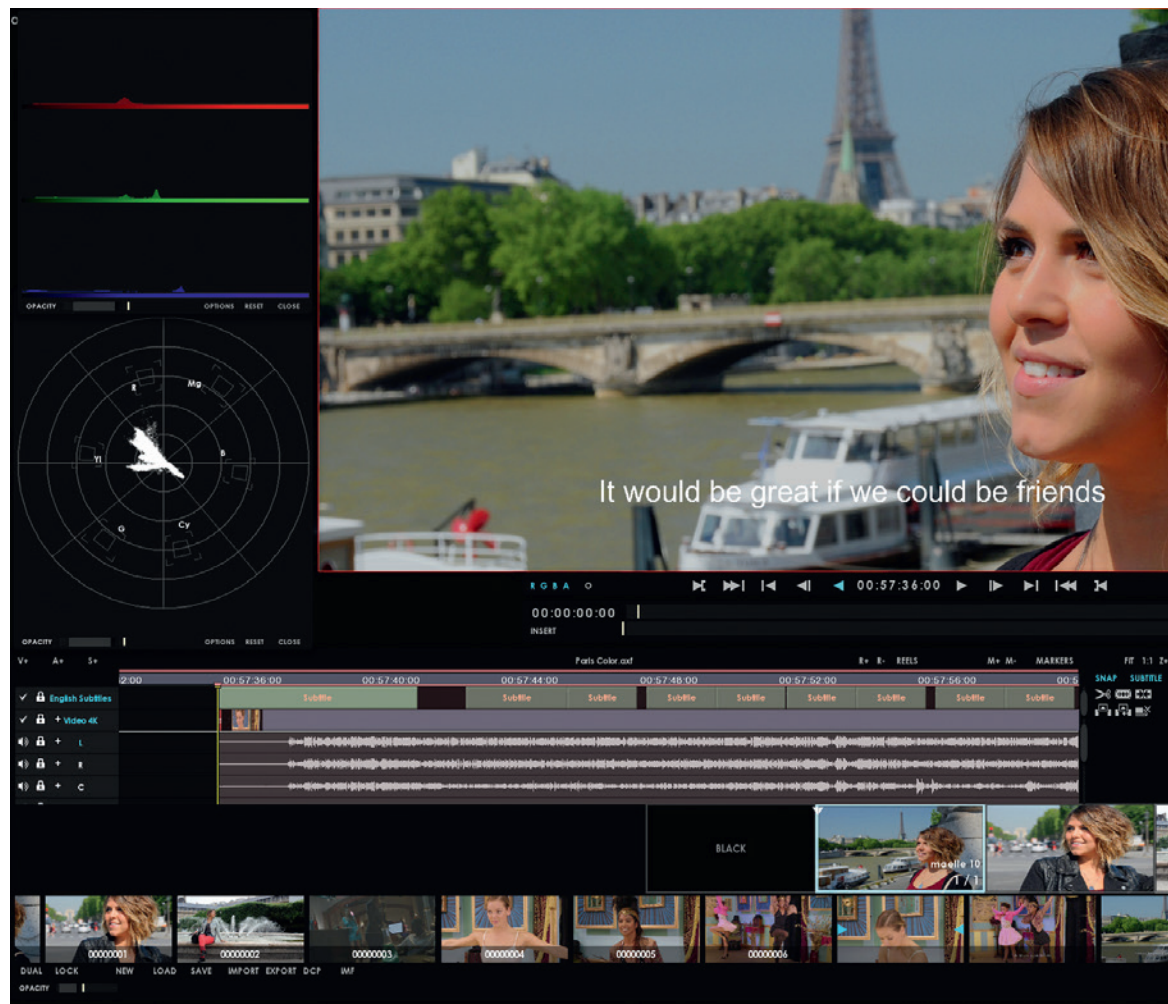 C
OPACITY OPTIONS RESET CLOSE
R Mg
Yl B
G Cy
OPACITY OPTIONS RESET CLOSE
It would be great if we could be friends
R G B A O 00:57:36:00
00:00:00:00
INSERT
V+ A+ S+ Paris Color.axf R+ R- REELS M+ M- MARKERS FIT 1:1 Z+
2:00 00:57:36:00 00:57:40:00 00:57:44:00 00:57:48:00 00:57:52:00 00:57:56:00 00:5
SNAP SUBTITLE
English Subtitles Subtitle Subtitle Subtitle Subtitle Subtitle Subtitle Subtitle Subtitle
+ Video 4K
+ L
+ R
+ C
BLACK
maelle 10
1 / 1
00000001 00000002 00000003 00000004 00000005 00000006
DUAL LOCK NEW LOAD SAVE IMPORT EXPORT DCP IMF
OPACITY